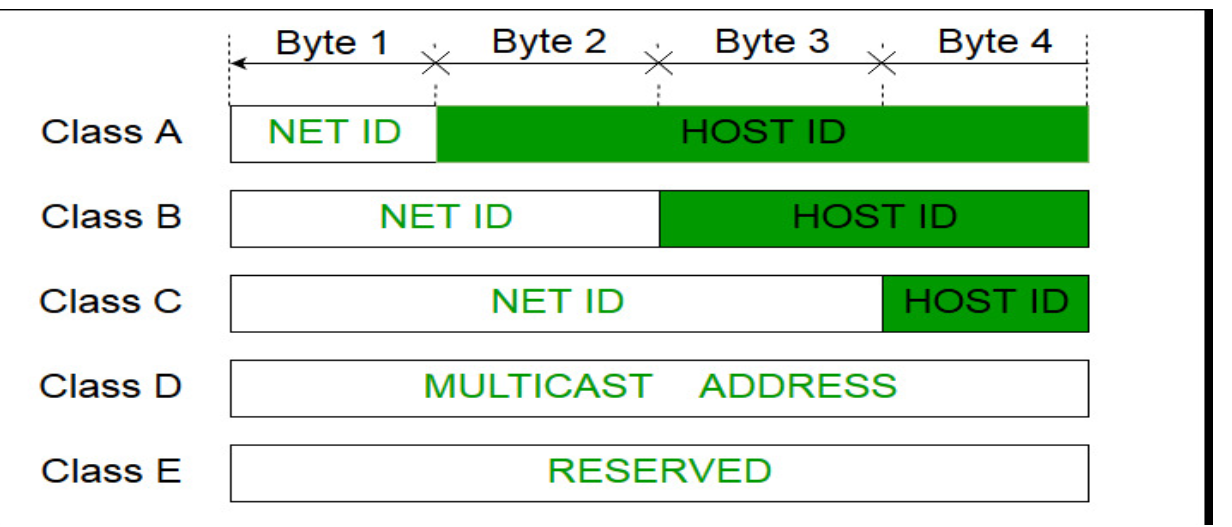 Byte 1 Byte 2 Byte 3 Byte 4
Class A NET ID HOST ID
Class B NET ID HOST ID
Class C NET ID HOST ID
Class D MULTICAST ADDRESS
Class E RESERVED